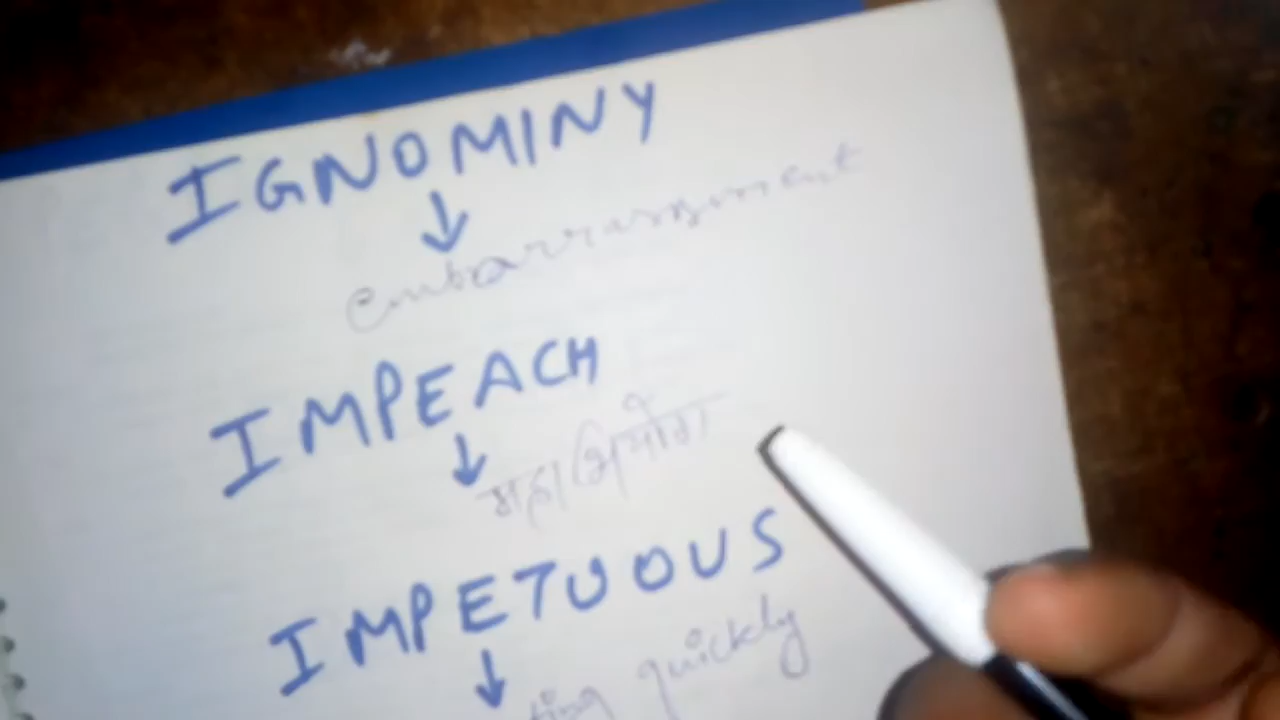 IGNOMINY
embarrassment
IMPEACH
महाभियोग
IMPETUOUS
quickly